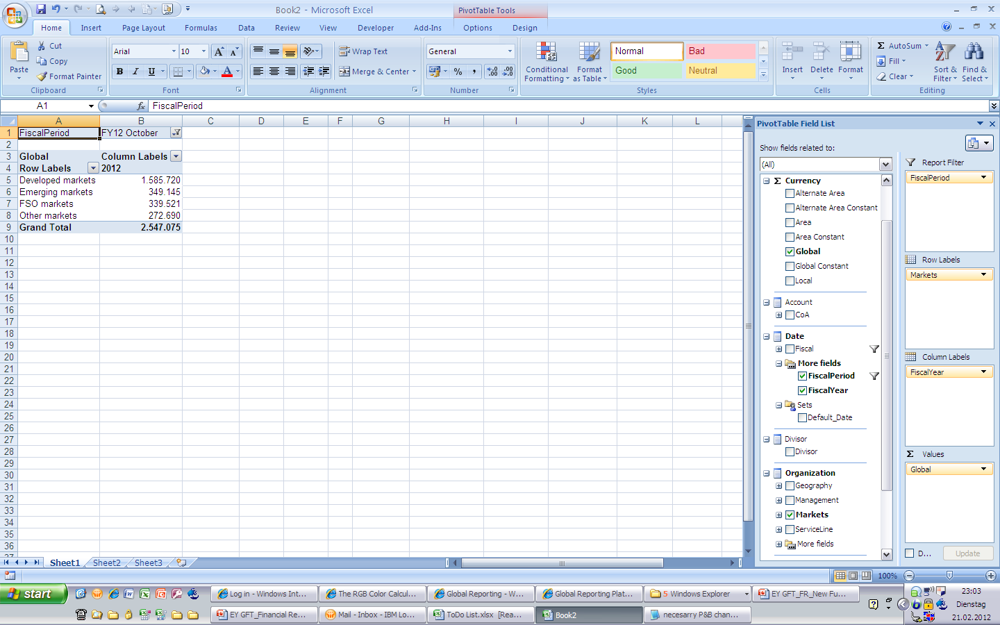 Book2 - Microsoft Excel
PivotTable Tools
Home Insert Page Layout Formulas Data Review View Developer Add-Ins Options Design
Paste
Cut
Copy
Format Painter
Clipboard
Arial 10
B I U
Font
Wrap Text
Merge & Center
Alignment
General
% ,
Number
Conditional Formatting
Format as Table
Normal Bad
Good Neutral
Styles
Insert Delete Format
Cells
AutoSum
Fill
Clear
Sort & Filter
Find & Select
Editing
A1 fx FiscalPeriod
A B C D E F G H I J K L
1 FiscalPeriod FY12 October
2
3 Global Column Labels
4 Row Labels 2012
5 Developed markets 1.585.720
6 Emerging markets 349.145
7 FSO markets 339.521
8 Other markets 272.690
9 Grand Total 2.547.075
10
11
12
13
14
15
16
17
18
19
20
21
22
23
24
25
26
27
28
29
30
31
32
33
34
35
36
37
Sheet1 Sheet2 Sheet3
PivotTable Field List
Show fields related to:
(All)
Σ Currency
Alternate Area
Alternate Area Constant
Area
Area Constant
Global
Global Constant
Local
Account
CoA
Date
Fiscal
More fields
FiscalPeriod
FiscalYear
Sets
Default_Date
Divisor
Divisor
Organization
Geography
Management
Markets
ServiceLine
More fields
Report Filter
FiscalPeriod
Row Labels
Markets
Column Labels
FiscalYear
Σ Values
Global
D... Update
100%
start
Log in - Windows Int...
The RGB Color Calcul...
Global Reporting - W...
Global Reporting Plat...
5 Windows Explorer
EY GFT_FR_New Fu...
EY GFT_Financial Re...
Mail - Inbox - IBM Lo...
ToDo List.xlsx [Rea...
Book2
necesarry P&B chan...
23:03
Dienstag
21.02.2012